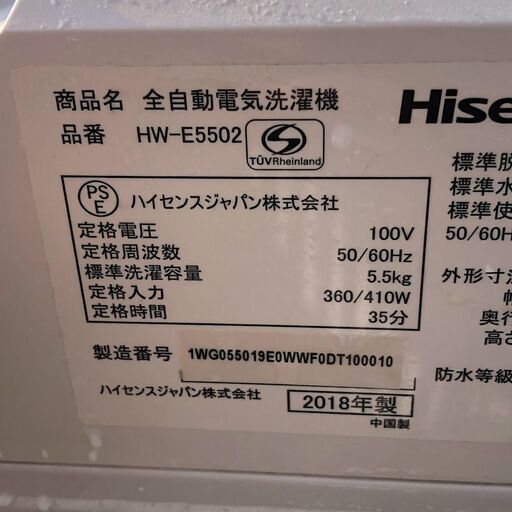 商品名 全自動電気洗濯機 Hise
品番 HW-E5502
TÜVRheinland
PS
E
ハイセンスジャパン株式会社
定格電圧 100V
定格周波数 50/60Hz
標準洗濯容量 5.5kg
定格入力 360/410W
定格時間 35分
製造番号 1WG055019E0WWF0DT100010
ハイセンスジャパン株式会社
2018年製
中国製
標準脱
標準水
標準使
50/60H
外形寸
奥行
高さ
防水等級